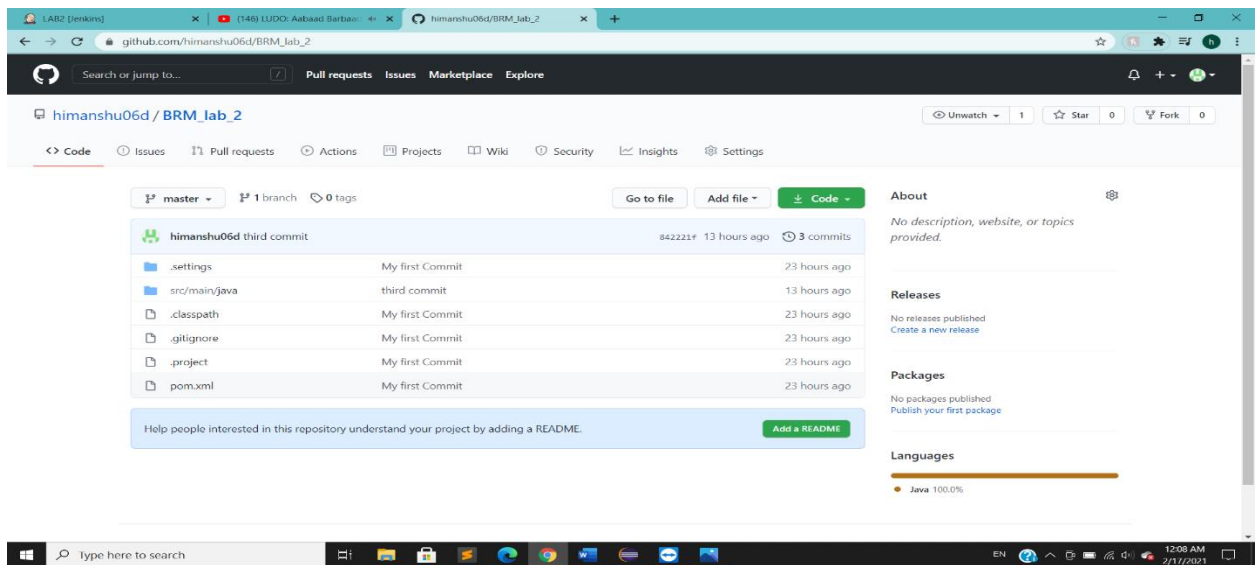 LAB2 [Jenkins]
(146) LUDO: Aabaad Barbaad
himanshu06d/BRM_lab_2
github.com/himanshu06d/BRM_lab_2
h
Search or jump to...
/
Pull requests Issues Marketplace Explore
himanshu06d / BRM_lab_2
Unwatch 1 Star 0 Fork 0
<> Code Issues Pull requests Actions Projects Wiki Security Insights Settings
master 1 branch 0 tags Go to file Add file Code
himanshu06d third commit 842221f 13 hours ago 3 commits
.settings My first Commit 23 hours ago
src/main/java third commit 13 hours ago
.classpath My first Commit 23 hours ago
.gitignore My first Commit 23 hours ago
.project My first Commit 23 hours ago
pom.xml My first Commit 23 hours ago
Help people interested in this repository understand your project by adding a README. Add a README
About
No description, website, or topics
provided.
Releases
No releases published
Create a new release
Packages
No packages published
Publish your first package
Languages
Java 100.0%
Type here to search
EN
12:08 AM
2/17/2021